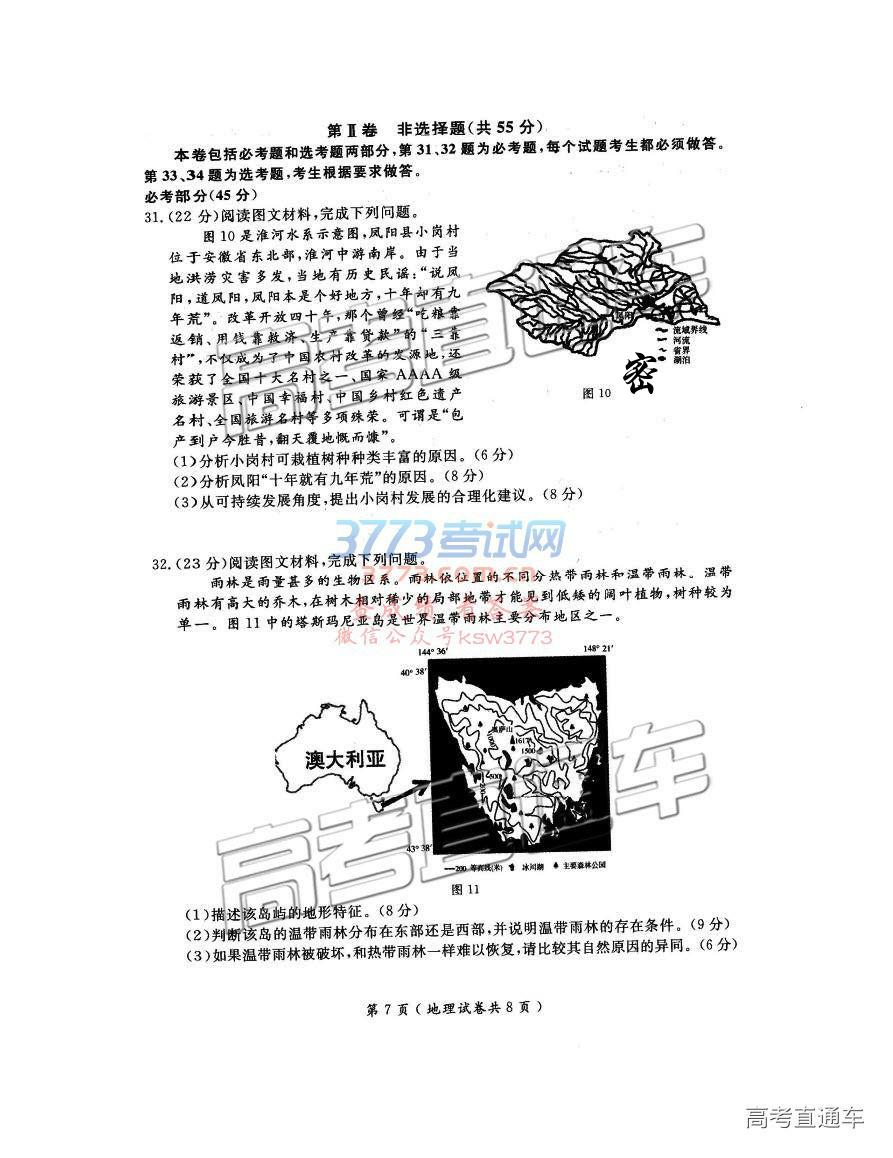 第Ⅱ卷 非选择题(共55分)
本卷包括必考题和选考题两部分,第31、32题为必考题,每个试题考生都必须做答。
第33、34题为选考题,考生根据要求做答。
必考部分(45分)
31.(22分)阅读图文材料,完成下列问题。
图10是淮河水系示意图,凤阳县小岗村
位于安徽省东北部,淮河中游南岸。由于当
地洪涝灾害多发,当地有历史民谣:“说凤
阳,道凤阳,凤阳本是个好地方,十年却有九
年荒”。改革开放四十年,那个曾经“吃粮靠
返销、用钱靠救济、生产靠贷款”的“三靠
村”,不仅成为了中国农村改革的发源地,还
荣获了全国十大名村之一、国家AAAA级
旅游景区、中国幸福村、中国乡村红色遗产
名村、全国旅游名村等多项殊荣。可谓是“包
产到户今胜昔,翻天覆地慨而慷”。
凤阳
流域界线
河流
省界
湖泊
密
图10
(1)分析小岗村可栽植树种种类丰富的原因。(6分)
(2)分析凤阳“十年就有九年荒”的原因。(8分)
(3)从可持续发展角度,提出小岗村发展的合理化建议。(8分)
3773考试网
32.(23分)阅读图文材料,完成下列问题。
3773.com.cn
雨林是雨量甚多的生物区系。雨林依位置的不同分热带雨林和温带雨林。温带
雨林有高大的乔木,在树木相对稀少的局部地带才能见到低矮的阔叶植物,树种较为
查成绩 有答案
单一。图11中的塔斯玛尼亚岛是世界温带雨林主要分布地区之一。
微信公众号ksw3773
144°36′
148°21′
40°38′
澳大利亚
奥萨山
1617
1500
500
43°38′
200 等高线(米) 冰川湖 主要森林公园
图11
(1)描述该岛屿的地形特征。(8分)
(2)判断该岛的温带雨林分布在东部还是西部,并说明温带雨林的存在条件。(9分)
(3)如果温带雨林被破坏,和热带雨林一样难以恢复,请比较其自然原因的异同。(6分)
第7页(地理试卷共8页)
高考直通车
高考直通车
高考直通车